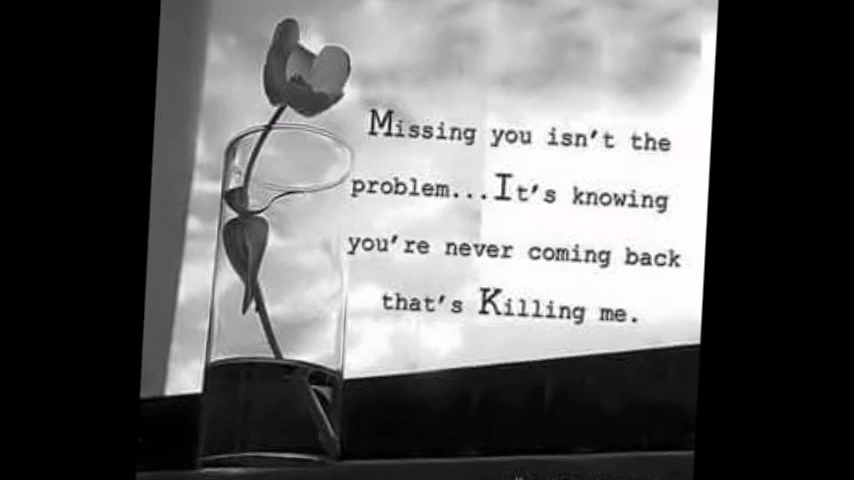 Missing you isn't the
problem...It's knowing
you're never coming back
that's Killing me.